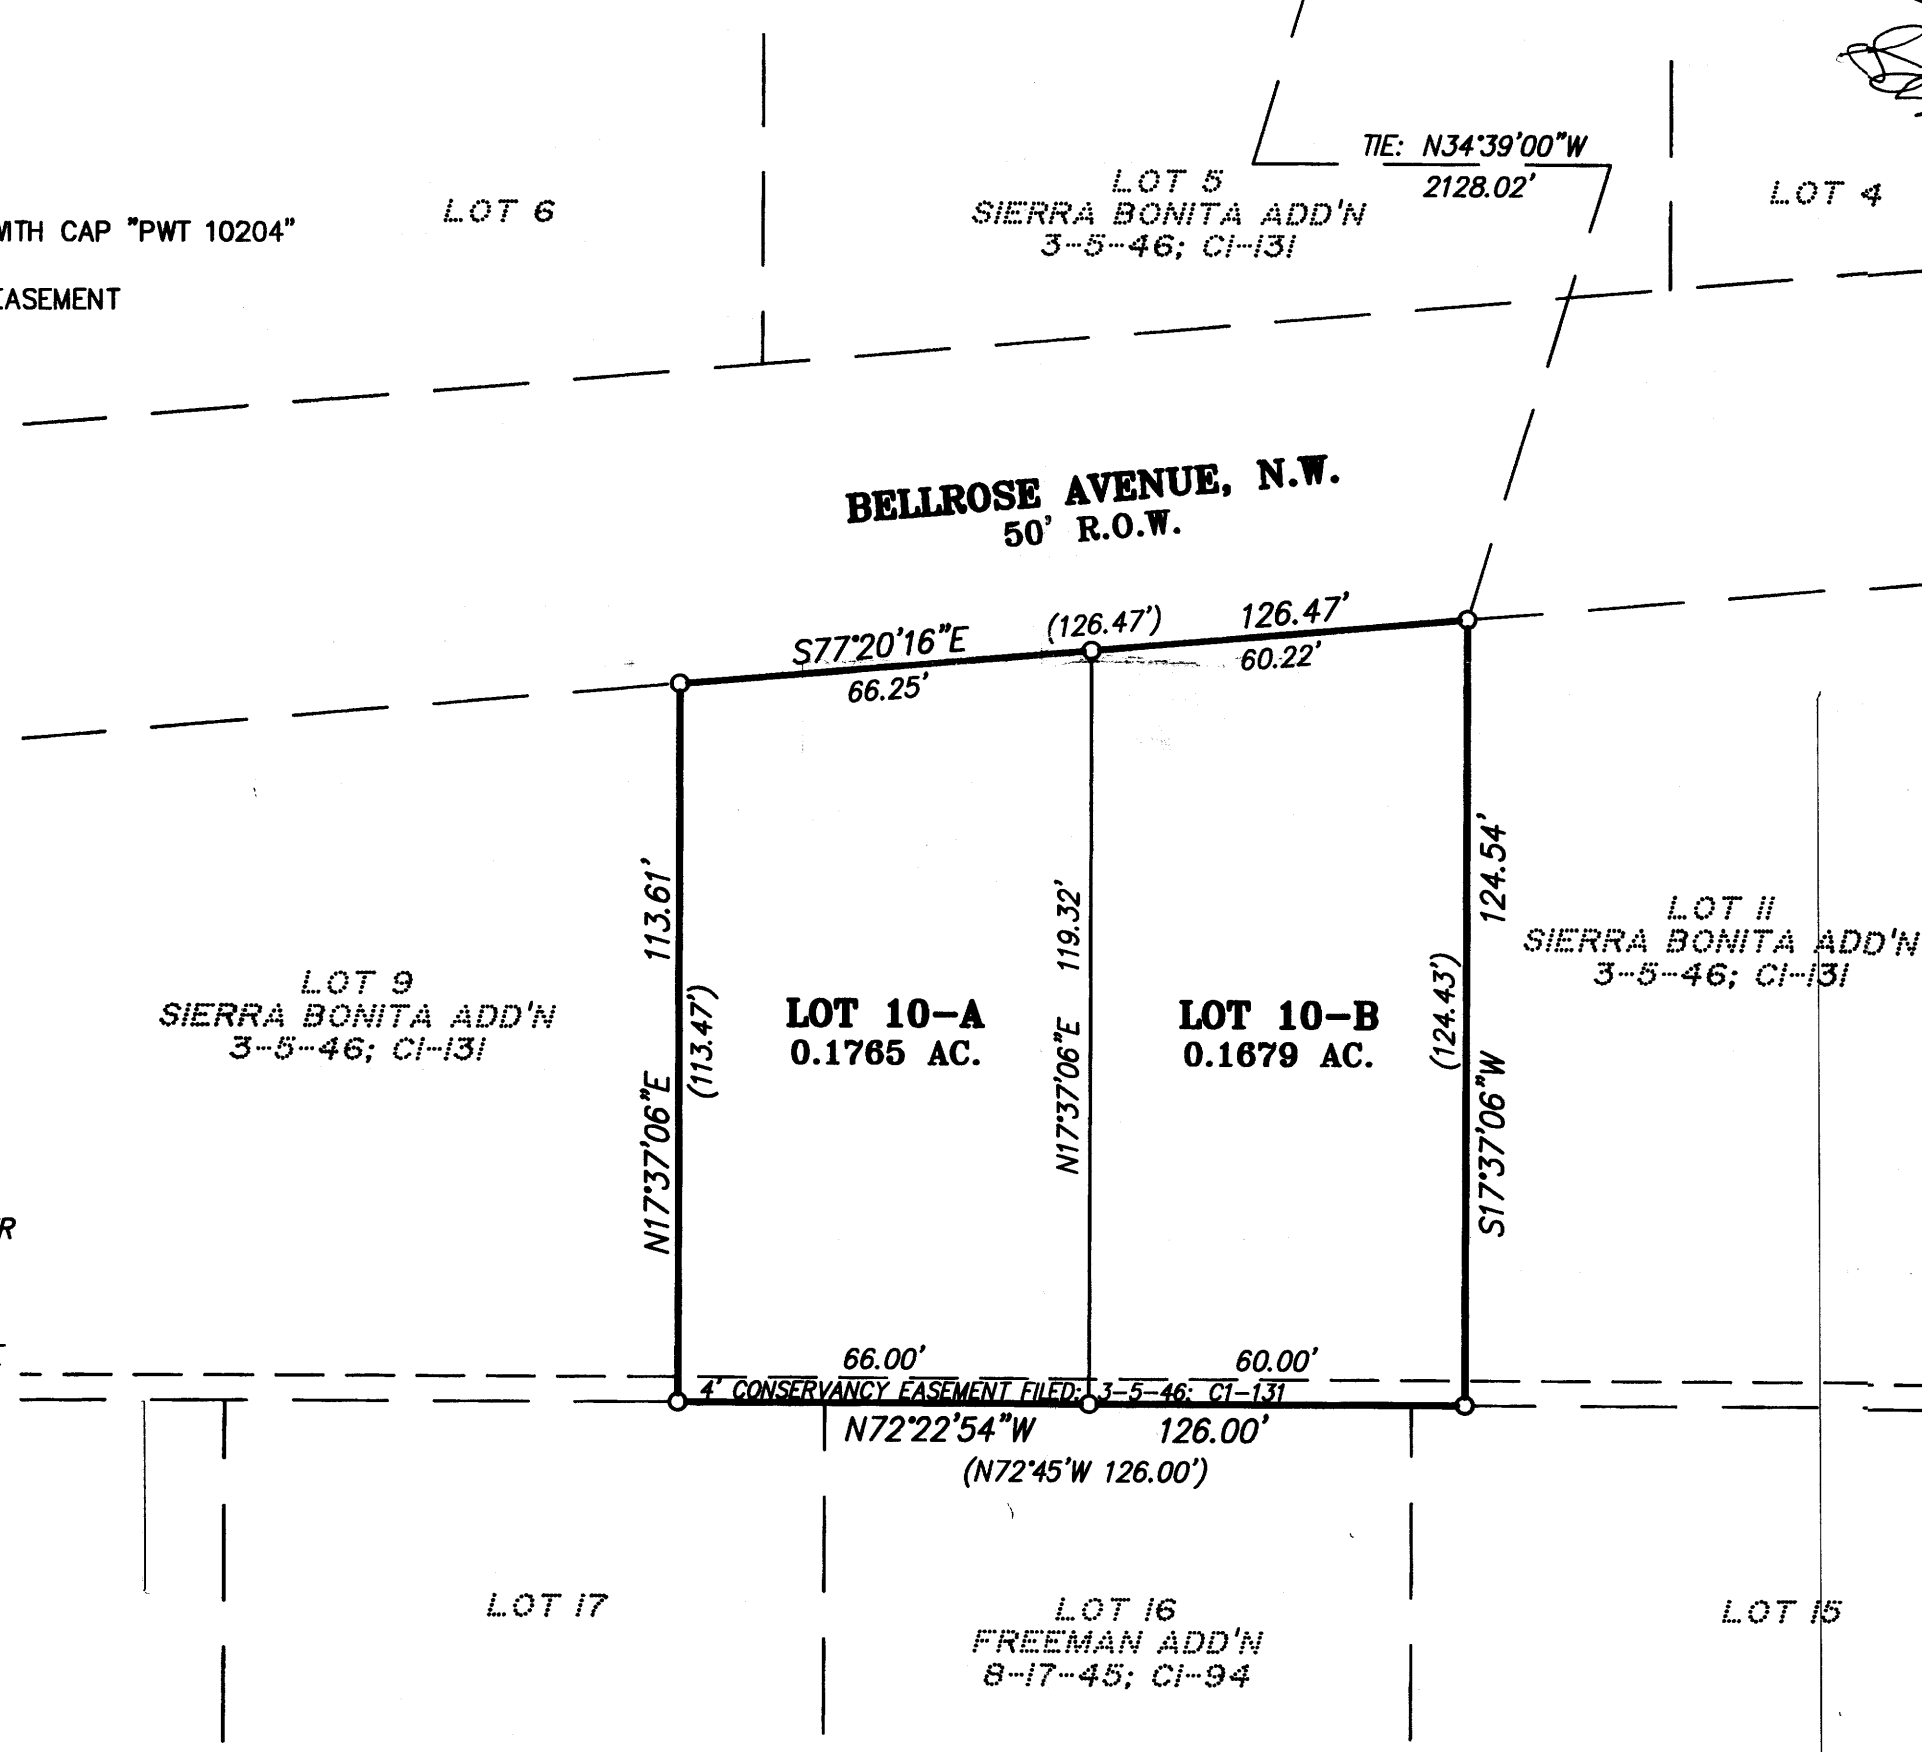 TIE: N34°39'00"W
2128.02'
LOT 6
LOT 5
SIERRA BONITA ADD'N
3-5-46; C1-131
LOT 4
WITH CAP "PWT 10204"
EASEMENT
BELLROSE AVENUE, N.W.
50' R.O.W.
S77°20'16"E
(126.47')
126.47'
66.25'
60.22'
113.61'
N17°37'06"E
(113.47')
119.32'
N17°37'06"E
124.54'
(124.43')
S17°37'06"W
LOT 9
SIERRA BONITA ADD'N
3-5-46; C1-131
LOT 10-A
0.1765 AC.
LOT 10-B
0.1679 AC.
LOT 11
SIERRA BONITA ADD'N
3-5-46; C1-131
R
66.00'
60.00'
4' CONSERVANCY EASEMENT FILED: 3-5-46: C1-131
N72°22'54"W
126.00'
(N72°45'W 126.00')
LOT 17
LOT 16
FREEMAN ADD'N
8-17-45; C1-94
LOT 15